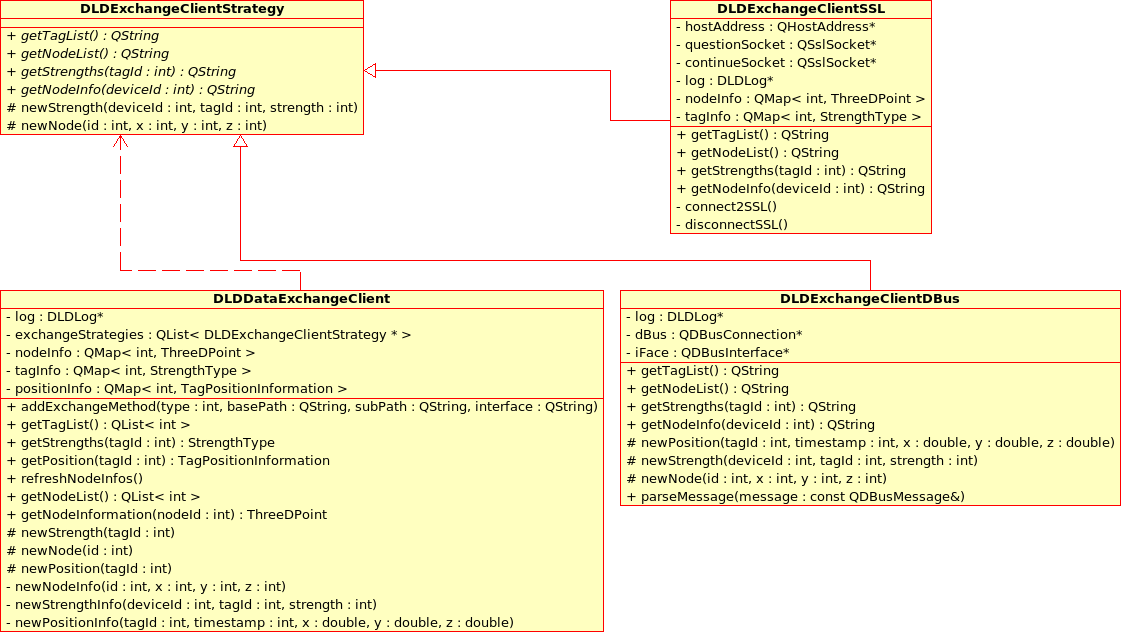 DLDExchangeClientStrategy
+ getTagList() : QString
+ getNodeList() : QString
+ getStrengths(tagId : int) : QString
+ getNodeInfo(deviceId : int) : QString
# newStrength(deviceId : int, tagId : int, strength : int)
# newNode(id : int, x : int, y : int, z : int)
DLDExchangeClientSSL
- hostAddress : QHostAddress*
- questionSocket : QSslSocket*
- continueSocket : QSslSocket*
- log : DLDLog*
- nodeInfo : QMap< int, ThreeDPoint >
- tagInfo : QMap< int, StrengthType >
+ getTagList() : QString
+ getNodeList() : QString
+ getStrengths(tagId : int) : QString
+ getNodeInfo(deviceId : int) : QString
- connect2SSL()
- disconnectSSL()
DLDDataExchangeClient
- log : DLDLog*
- exchangeStrategies : QList< DLDExchangeClientStrategy * >
- nodeInfo : QMap< int, ThreeDPoint >
- tagInfo : QMap< int, StrengthType >
- positionInfo : QMap< int, TagPositionInformation >
+ addExchangeMethod(type : int, basePath : QString, subPath : QString, interface : QString)
+ getTagList() : QList< int >
+ getStrengths(tagId : int) : StrengthType
+ getPosition(tagId : int) : TagPositionInformation
+ refreshNodeInfos()
+ getNodeList() : QList< int >
+ getNodeInformation(nodeId : int) : ThreeDPoint
# newStrength(tagId : int)
# newNode(id : int)
# newPosition(tagId : int)
- newNodeInfo(id : int, x : int, y : int, z : int)
- newStrengthInfo(deviceId : int, tagId : int, strength : int)
- newPositionInfo(tagId : int, timestamp : int, x : double, y : double, z : double)
DLDExchangeClientDBus
- log : DLDLog*
- dBus : QDBusConnection*
- iFace : QDBusInterface*
+ getTagList() : QString
+ getNodeList() : QString
+ getStrengths(tagId : int) : QString
+ getNodeInfo(deviceId : int) : QString
# newPosition(tagId : int, timestamp : int, x : double, y : double, z : double)
# newStrength(deviceId : int, tagId : int, strength : int)
# newNode(id : int, x : int, y : int, z : int)
+ parseMessage(message : const QDBusMessage&)